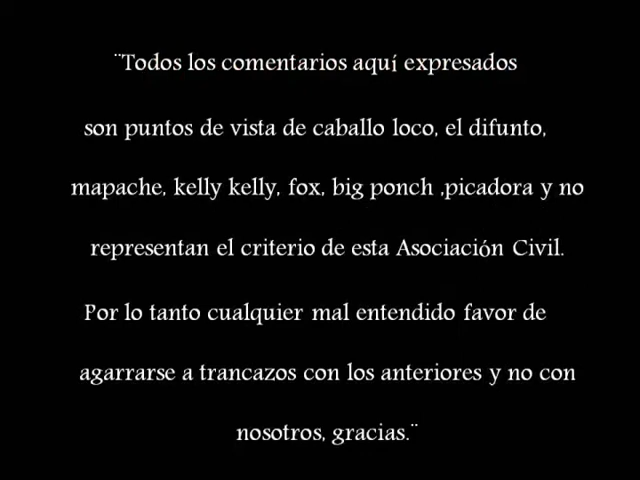 ¨Todos los comentarios aquí expresados
son puntos de vista de caballo loco, el difunto,
mapache, kelly kelly, fox, big ponch ,picadora y no
representan el criterio de esta Asociación Civil.
Por lo tanto cualquier mal entendido favor de
agarrarse a trancazos con los anteriores y no con
nosotros, gracias.¨